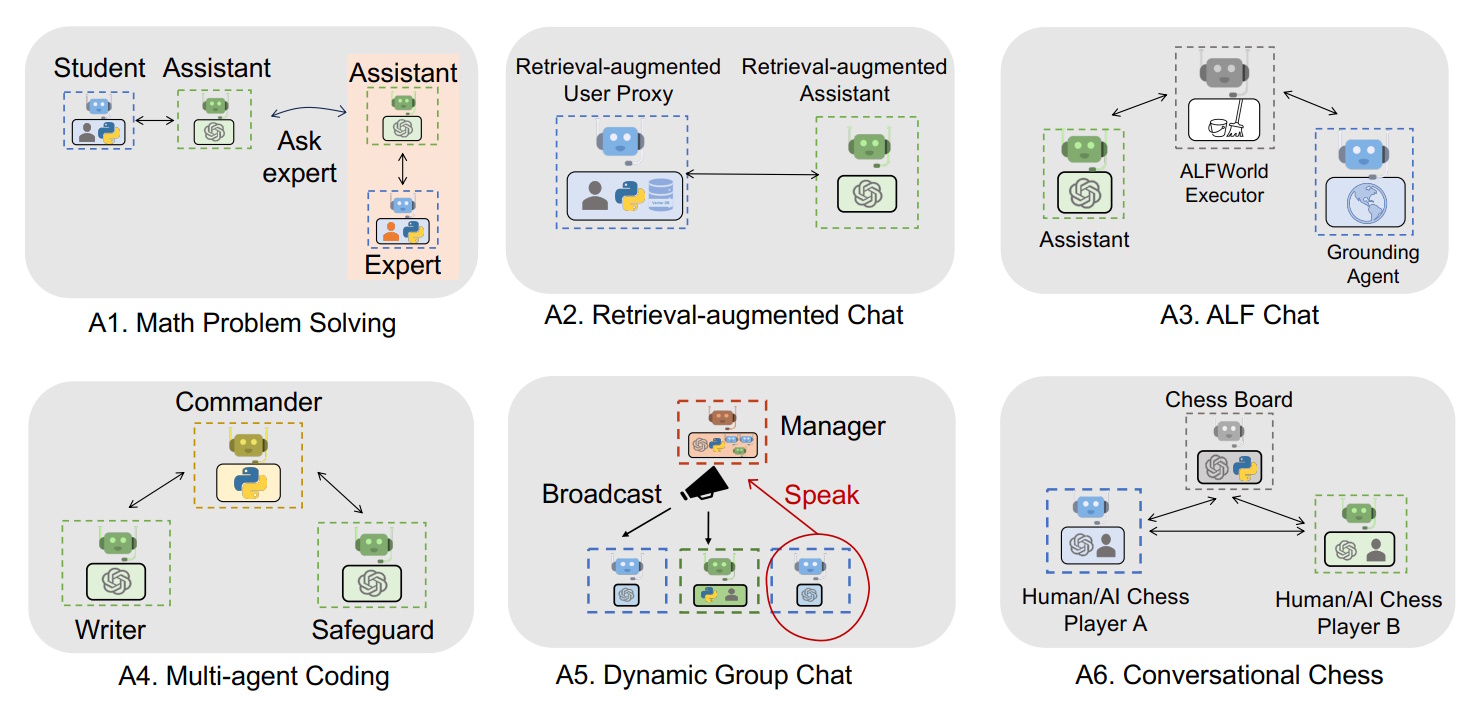 Student
Assistant
Ask
expert
Assistant
Expert
A1. Math Problem Solving
Retrieval-augmented
User Proxy
Retrieval-augmented
Assistant
A2. Retrieval-augmented Chat
Assistant
ALFWorld
Executor
Grounding
Agent
A3. ALF Chat
Commander
Writer
Safeguard
A4. Multi-agent Coding
Manager
Broadcast
Speak
A5. Dynamic Group Chat
Chess Board
Human/AI Chess
Player A
Human/AI Chess
Player B
A6. Conversational Chess